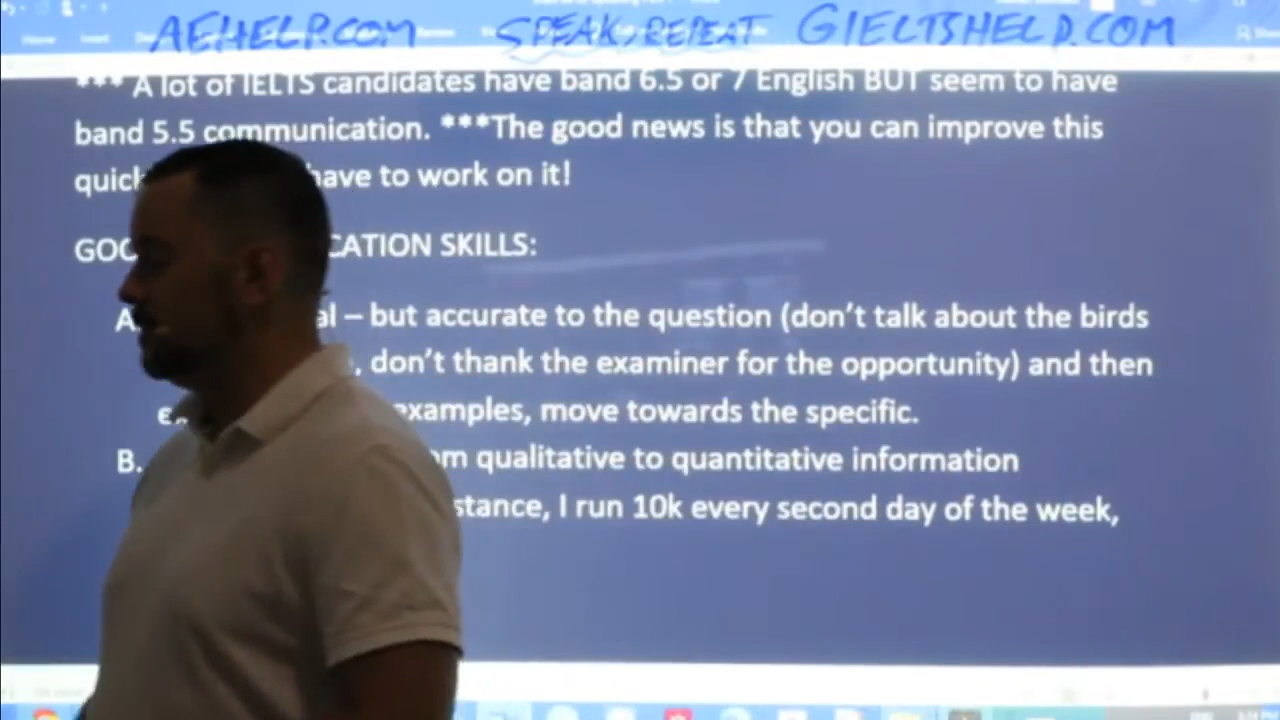 AEHELP.COM SPEAK, REPEAT GIELTSHELP.COM
*** A lot of IELTS candidates have band 6.5 or 7 English BUT seem to have
band 5.5 communication. ***The good news is that you can improve this
quick have to work on it!
GOO CATION SKILLS:
A. al – but accurate to the question (don't talk about the birds
, don't thank the examiner for the opportunity) and then
examples, move towards the specific.
B. om qualitative to quantitative information
stance, I run 10k every second day of the week,